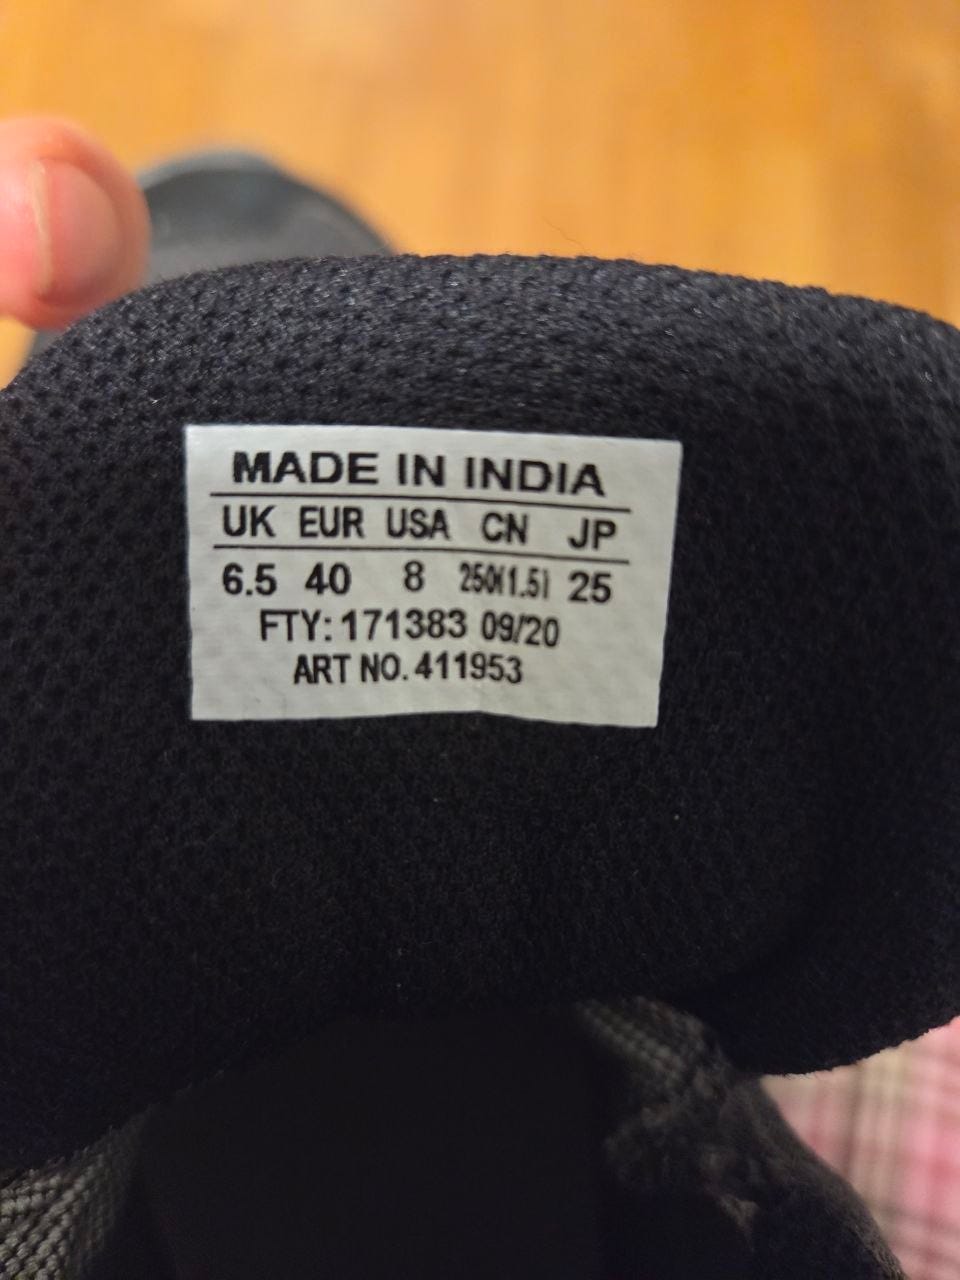 MADE IN INDIA
UK EUR USA CN JP
6.5 40 8 250(1.5) 25
FTY: 171383 09/20
ART NO. 411953